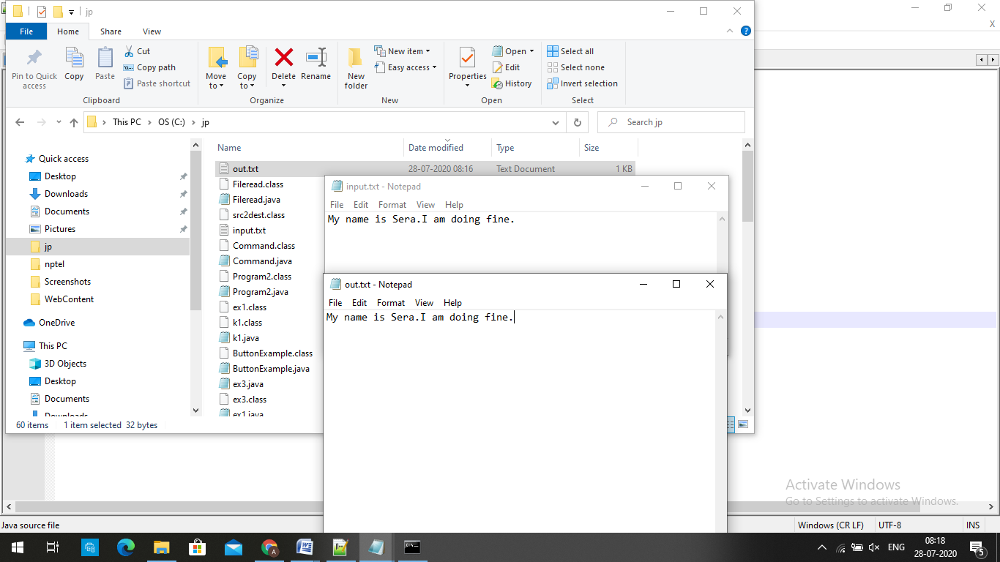 jp
File Home Share View
Pin to Quick access
Copy
Paste
Cut
Copy path
Paste shortcut
Clipboard
Move to
Copy to
Delete
Rename
Organize
New folder
New item
Easy access
New
Properties
Open
Edit
History
Open
Select all
Select none
Invert selection
Select
This PC > OS (C:) > jp
Search jp
Quick access
Desktop
Downloads
Documents
Pictures
jp
nptel
Screenshots
WebContent
OneDrive
This PC
3D Objects
Desktop
Documents
Downloads
Name Date modified Type Size
out.txt 28-07-2020 08:16 Text Document 1 KB
Fileread.class
Fileread.java
src2dest.class
input.txt
Command.class
Command.java
Program2.class
Program2.java
ex1.class
k1.class
k1.java
ButtonExample.class
ButtonExample.java
ex3.java
ex3.class
ex1.java
60 items 1 item selected 32 bytes
input.txt - Notepad
File Edit Format View Help
My name is Sera.I am doing fine.
out.txt - Notepad
File Edit Format View Help
My name is Sera.I am doing fine.
Activate Windows
Go to Settings to activate Windows.
Java source file Windows (CR LF) UTF-8 INS
ENG
08:18
28-07-2020
5